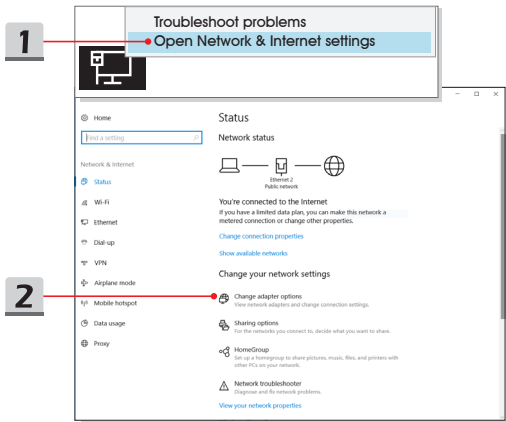 Troubleshoot problems
1
Open Network & Internet settings
Home
Find a setting
Network & Internet
Status
Wi-Fi
Ethernet
Dial-up
VPN
Airplane mode
2
Mobile hotspot
Data usage
Proxy
Status
Network status
Ethernet 2
Public network
You're connected to the Internet
If you have a limited data plan, you can make this network a
metered connection or change other properties.
Change connection properties
Show available networks
Change your network settings
Change adapter options
View network adapters and change connection settings.
Sharing options
For the networks you connect to, decide what you want to share.
HomeGroup
Set up a homegroup to share pictures, music, files, and printers with
other PCs on your network.
Network troubleshooter
Diagnose and fix network problems.
View your network properties